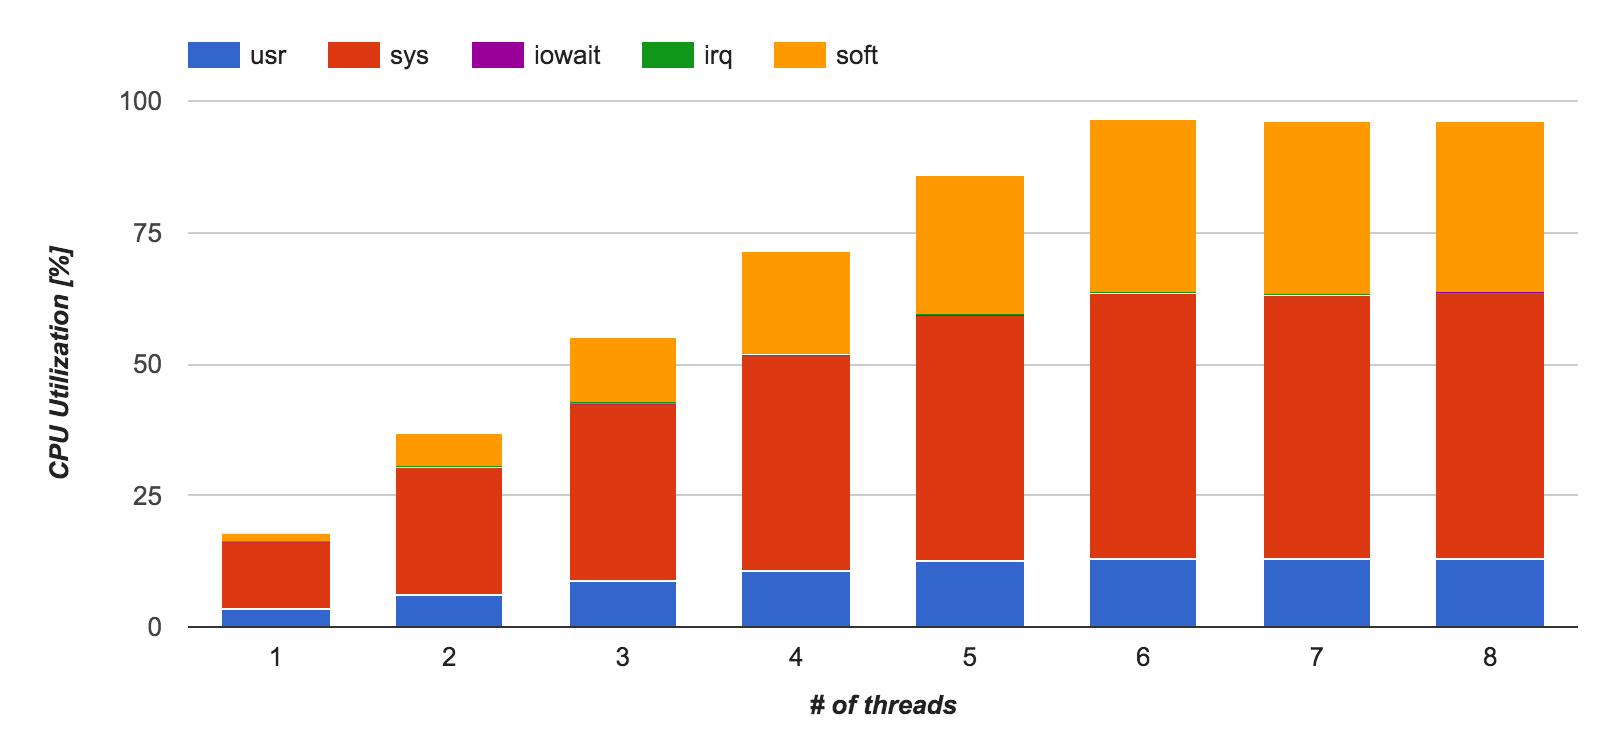 usr sys iowait irq soft
100
75
50
25
0
CPU Utilization [%]
1 2 3 4 5 6 7 8
# of threads